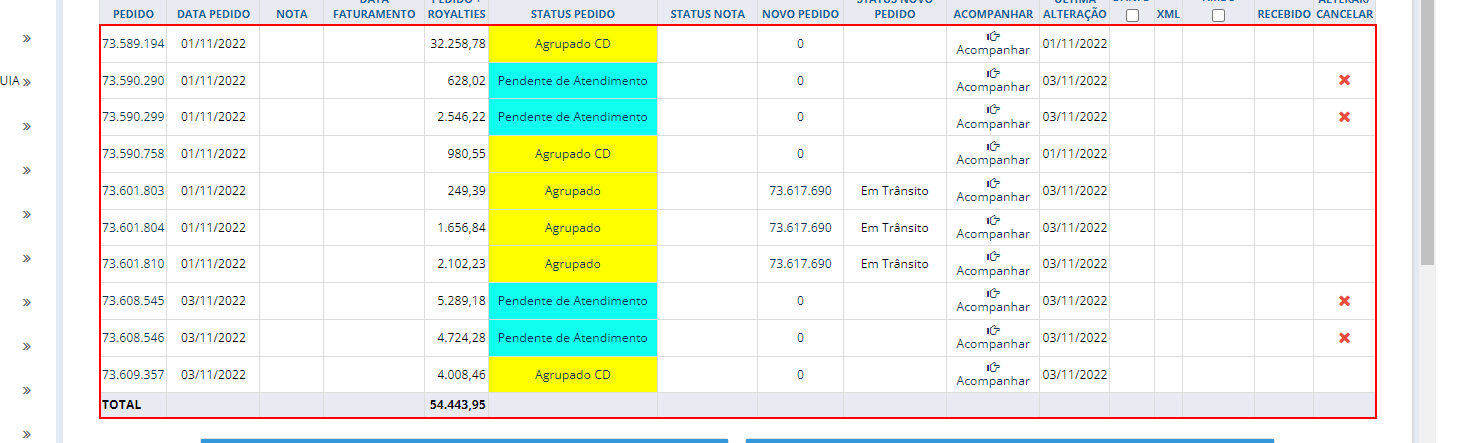 PEDIDO DATA PEDIDO NOTA FATURAMENTO ROYALTIES STATUS PEDIDO STATUS NOTA NOVO PEDIDO PEDIDO ACOMPANHAR ALTERAÇÃO XML RECEBIDO CANCELAR
73.589.194 01/11/2022 32.258,78 Agrupado CD 0 Acompanhar 01/11/2022
UIA » 73.590.290 01/11/2022 628,02 Pendente de Atendimento 0 Acompanhar 03/11/2022
73.590.299 01/11/2022 2.546,22 Pendente de Atendimento 0 Acompanhar 03/11/2022
73.590.758 01/11/2022 980,55 Agrupado CD 0 Acompanhar 01/11/2022
73.601.803 01/11/2022 249,39 Agrupado 73.617.690 Em Trânsito Acompanhar 03/11/2022
73.601.804 01/11/2022 1.656,84 Agrupado 73.617.690 Em Trânsito Acompanhar 03/11/2022
73.601.810 01/11/2022 2.102,23 Agrupado 73.617.690 Em Trânsito Acompanhar 03/11/2022
73.608.545 03/11/2022 5.289,18 Pendente de Atendimento 0 Acompanhar 03/11/2022
73.608.546 03/11/2022 4.724,28 Pendente de Atendimento 0 Acompanhar 03/11/2022
73.609.357 03/11/2022 4.008,46 Agrupado CD 0 Acompanhar 03/11/2022
TOTAL 54.443,95